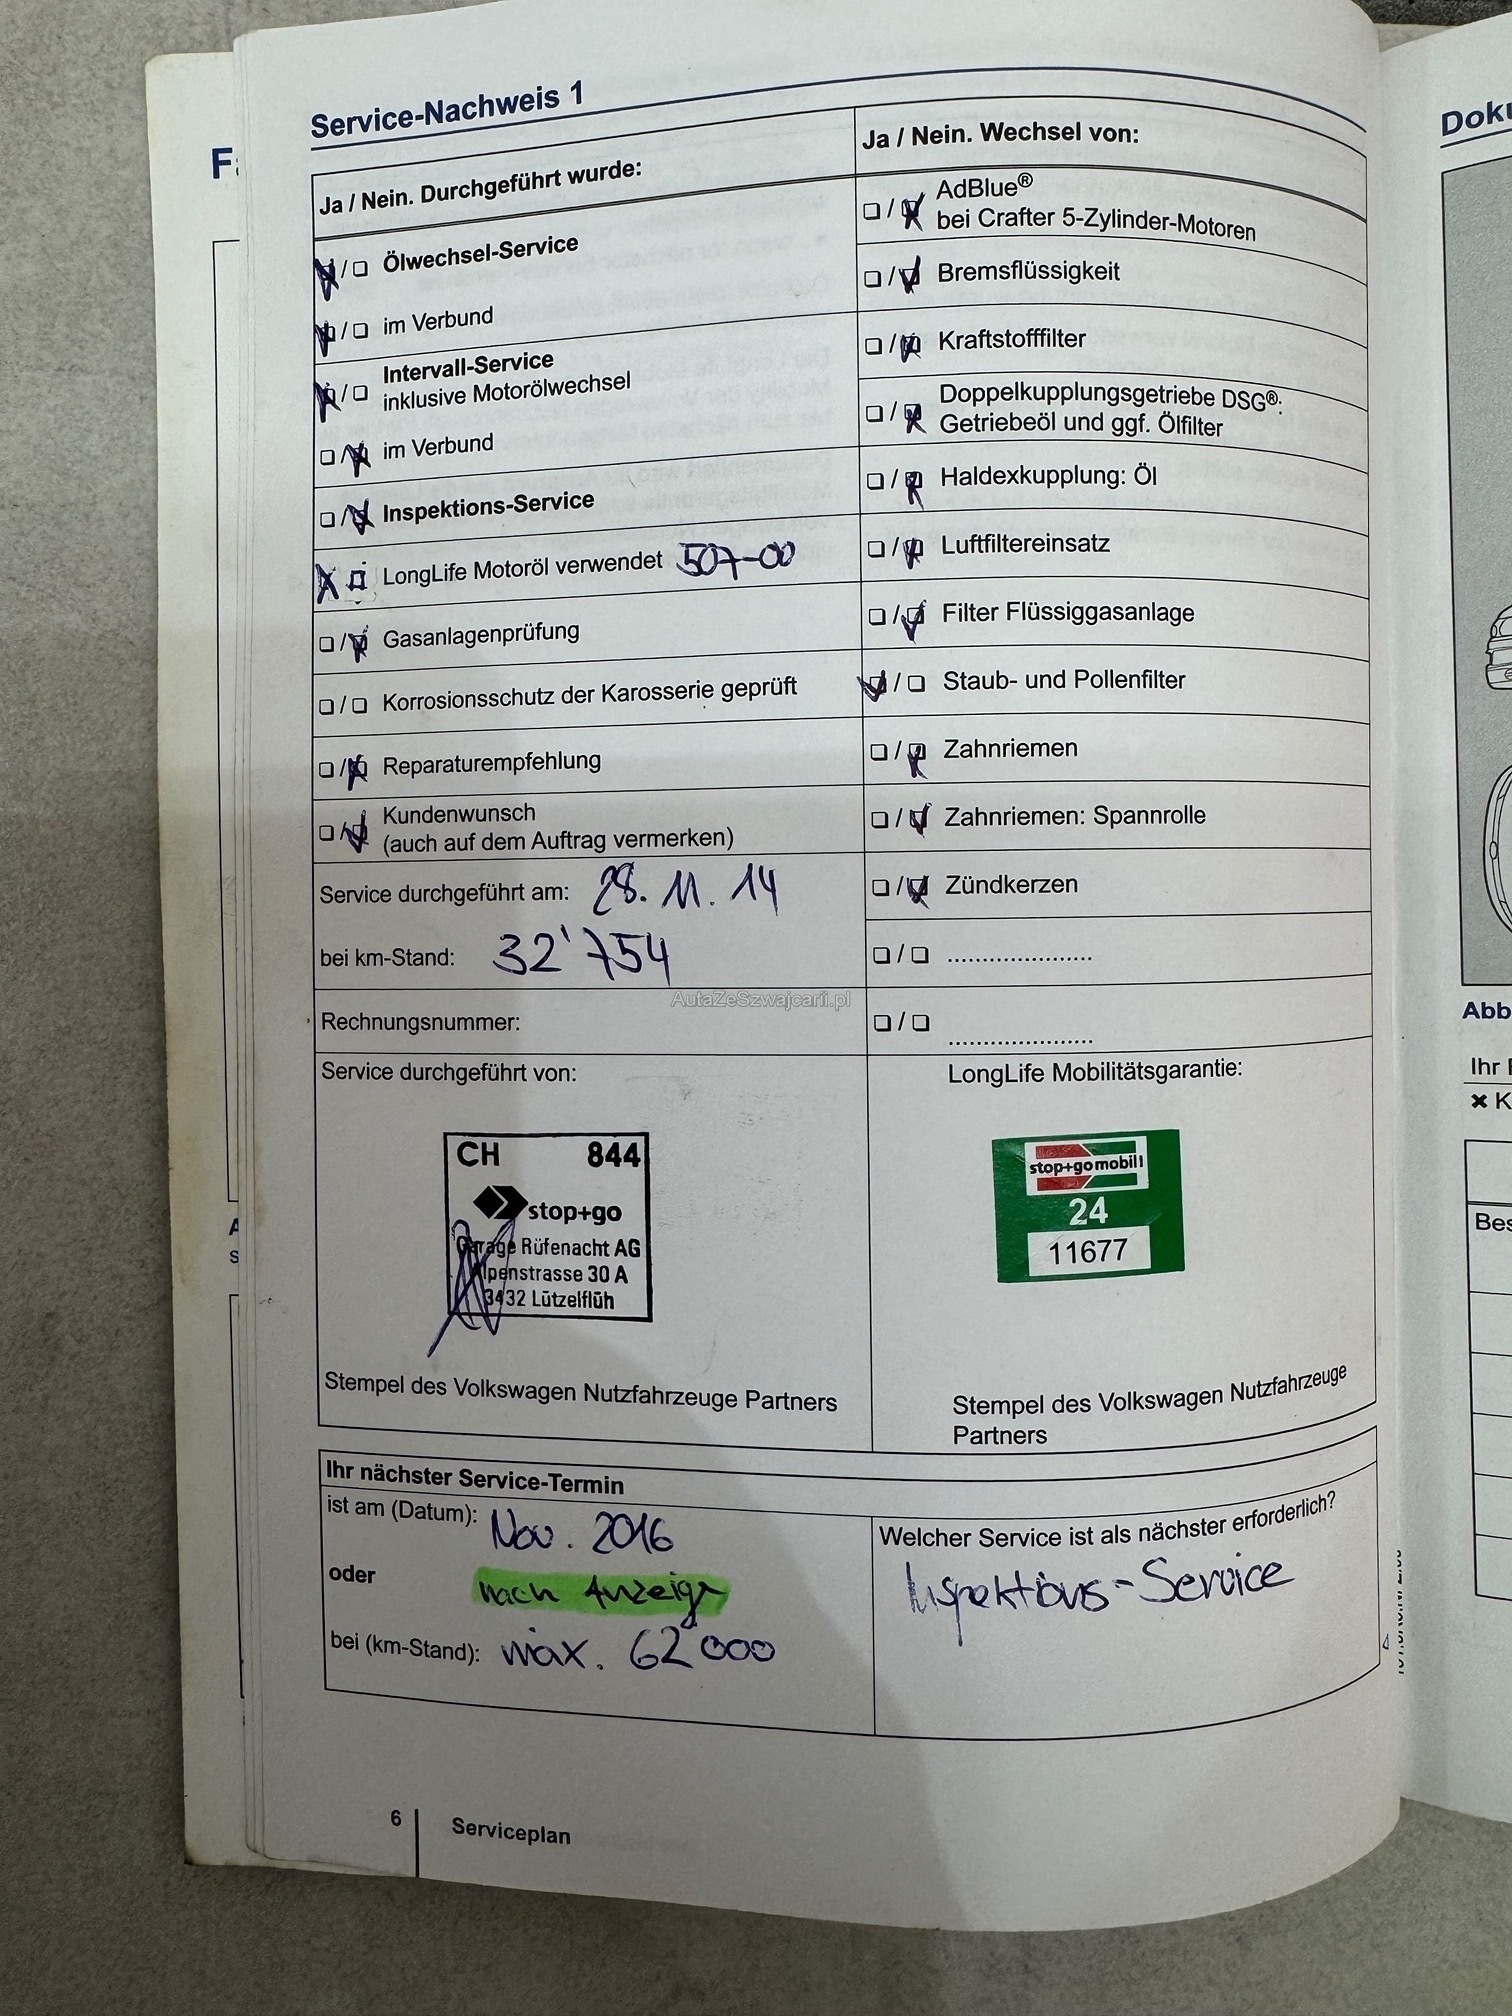 Service-Nachweis 1
Ja / Nein. Durchgeführt wurde:
Ölwechsel-Service
im Verbund
Intervall-Service
inklusive Motorölwechsel
im Verbund
Inspektions-Service
LongLife Motoröl verwendet 507-00
Gasanlagenprüfung
Korrosionsschutz der Karosserie geprüft
Reparaturempfehlung
Kundenwunsch
(auch auf dem Auftrag vermerken)
Service durchgeführt am: 28. 11. 14
bei km-Stand: 32'754
Rechnungsnummer:
Service durchgeführt von:
CH 844
stop+go
Garage Rüfenacht AG
Alpenstrasse 30 A
3432 Lützelflüh
Stempel des Volkswagen Nutzfahrzeuge Partners
Ja / Nein. Wechsel von:
AdBlue®
bei Crafter 5-Zylinder-Motoren
Bremsflüssigkeit
Kraftstofffilter
Doppelkupplungsgetriebe DSG®:
Getriebeöl und ggf. Ölfilter
Haldexkupplung: Öl
Luftfiltereinsatz
Filter Flüssiggasanlage
Staub- und Pollenfilter
Zahnriemen
Zahnriemen: Spannrolle
Zündkerzen
AutaZeSzwajcarii.pl
LongLife Mobilitätsgarantie:
stop+go mobil!
24
11677
Stempel des Volkswagen Nutzfahrzeuge
Partners
Ihr nächster Service-Termin
ist am (Datum): Nov. 2016
oder nach Anzeige
bei (km-Stand): max. 62'000
Welcher Service ist als nächster erforderlich?
Inspektions-Service
6 Serviceplan
Abb
Ihr